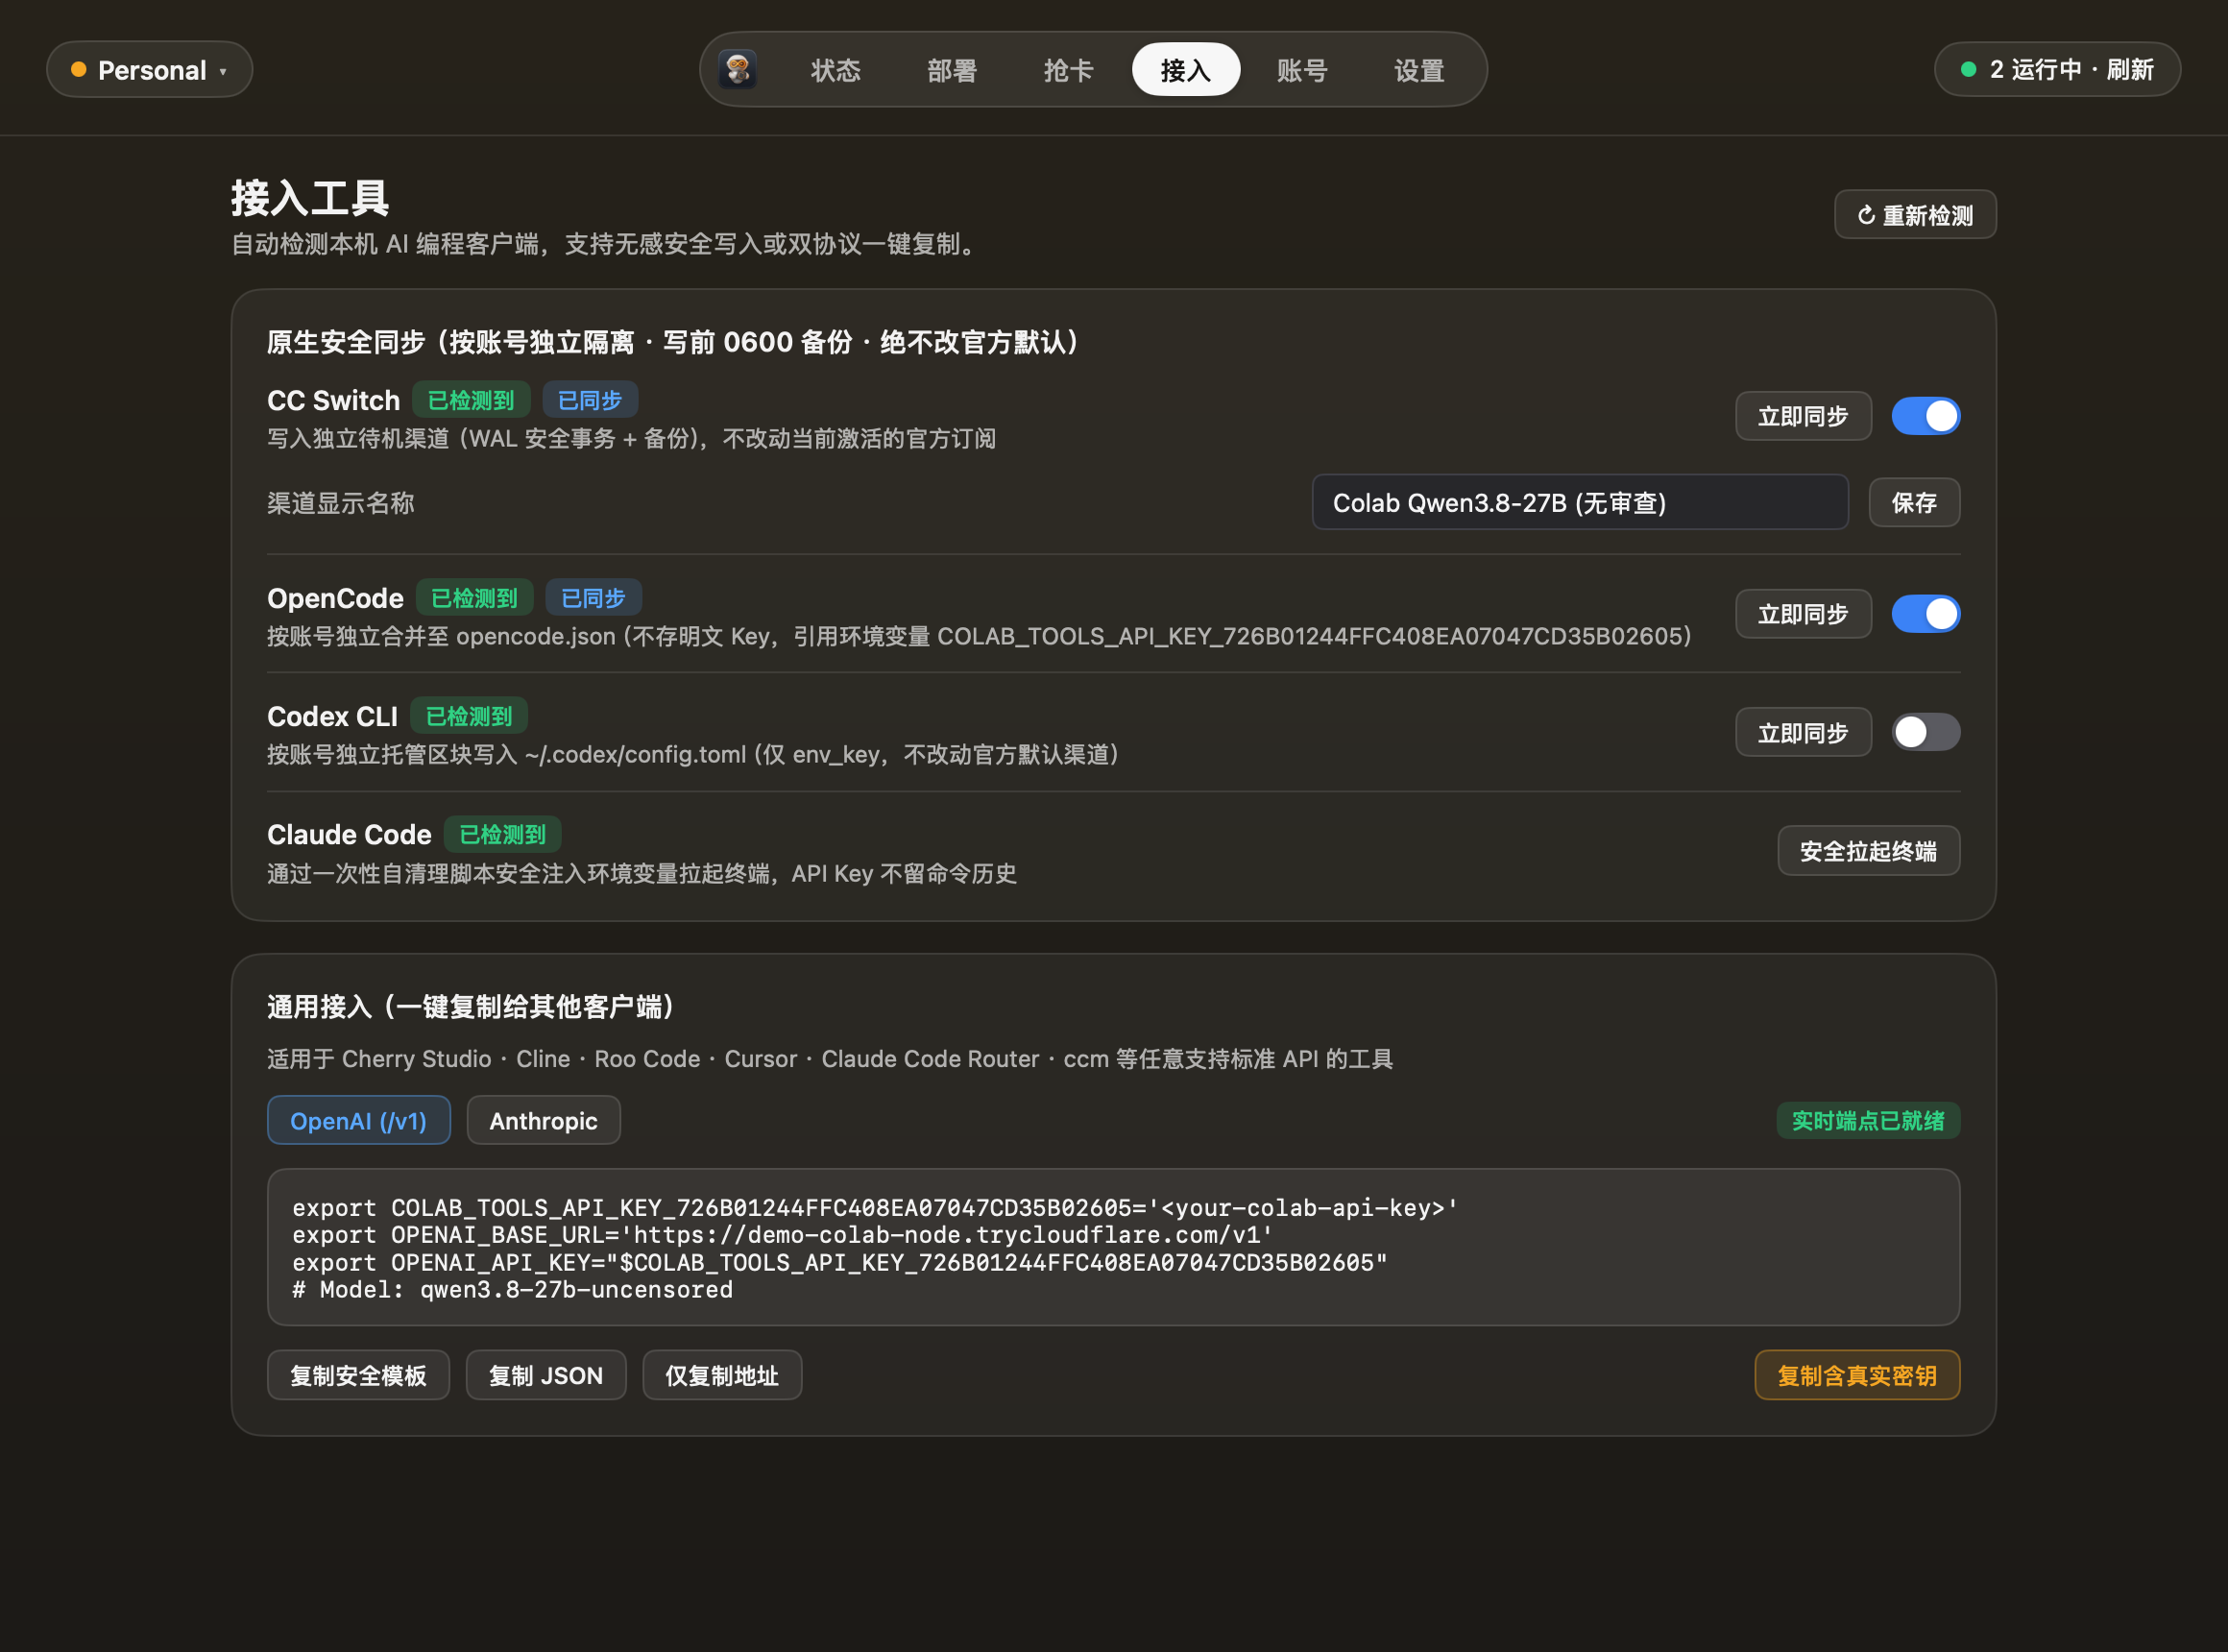 Personal ▾
状态
部署
抢卡
接入
账号
设置
2 运行中 · 刷新
接入工具
自动检测本机 AI 编程客户端，支持无感安全写入或双协议一键复制。
↻ 重新检测
原生安全同步（按账号独立隔离 · 写前 0600 备份 · 绝不改官方默认）
CC Switch 已检测到 已同步
写入独立待机渠道 (WAL 安全事务 + 备份)，不改动当前激活的官方订阅
立即同步
渠道显示名称
Colab Qwen3.8-27B (无审查)
保存
OpenCode 已检测到 已同步
按账号独立合并至 opencode.json (不存明文 Key，引用环境变量 COLAB_TOOLS_API_KEY_726B01244FFC408EA07047CD35B02605)
立即同步
Codex CLI 已检测到
按账号独立托管区块写入 ~/.codex/config.toml (仅 env_key，不改动官方默认渠道)
立即同步
Claude Code 已检测到
通过一次性自清理脚本安全注入环境变量拉起终端，API Key 不留命令历史
安全拉起终端
通用接入（一键复制给其他客户端）
适用于 Cherry Studio · Cline · Roo Code · Cursor · Claude Code Router · ccm 等任意支持标准 API 的工具
OpenAI (/v1)
Anthropic
实时端点已就绪
export COLAB_TOOLS_API_KEY_726B01244FFC408EA07047CD35B02605='<your-colab-api-key>'
export OPENAI_BASE_URL='https://demo-colab-node.trycloudflare.com/v1'
export OPENAI_API_KEY="$COLAB_TOOLS_API_KEY_726B01244FFC408EA07047CD35B02605"
# Model: qwen3.8-27b-uncensored
复制安全模板
复制 JSON
仅复制地址
复制含真实密钥